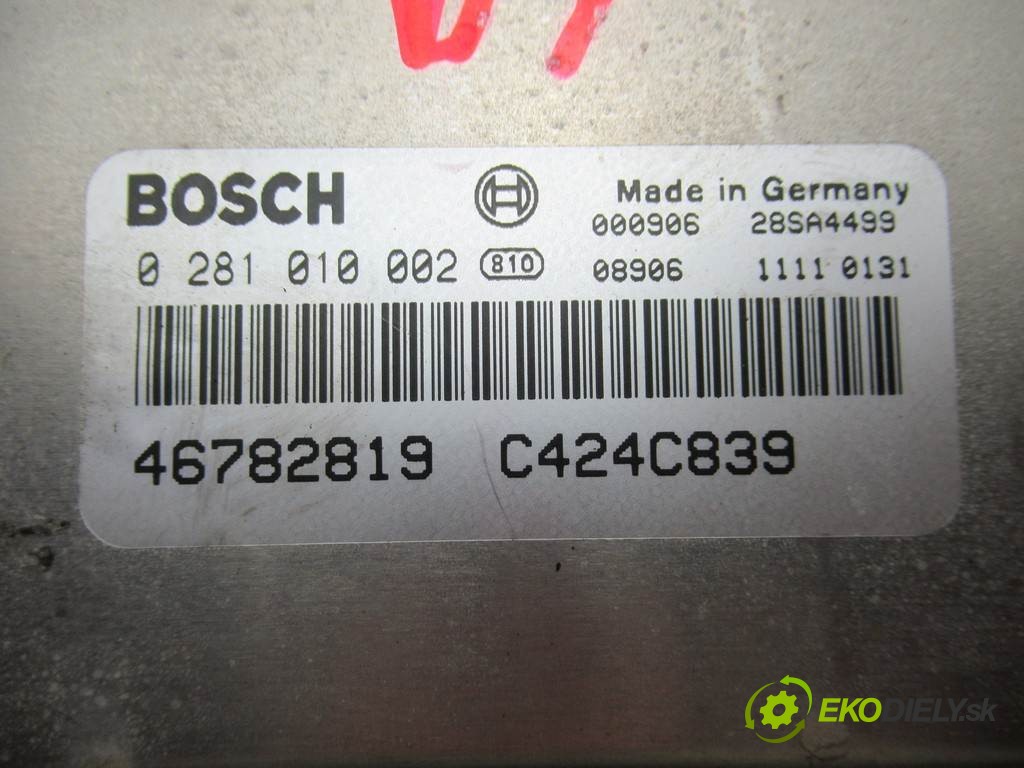 BOSCH Made in Germany
000906 28SA4499
0 281 010 002 810 08906 1111 0131
46782819 C424C839
EKODIELY.sk